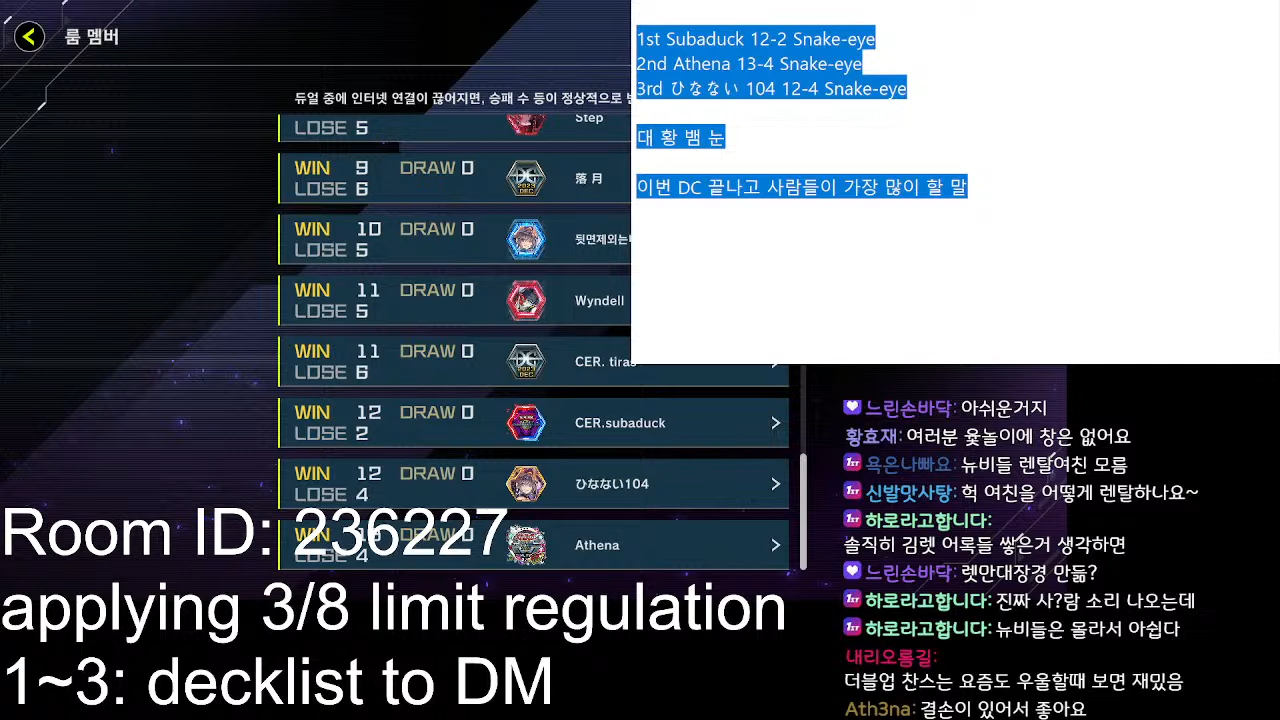 룸 멤버
듀얼 중에 인터넷 연결이 끊어지면, 승패 수 등이 정상적으로
LOSE 5
Step
WIN 9 DRAW 0
LOSE 6
落月
WIN 10 DRAW 0
LOSE 5
뒷면제외는
WIN 11 DRAW 0
LOSE 5
Wyndell
WIN 11 DRAW 0
LOSE 6
CER. tiras
WIN 12 DRAW 0
LOSE 2
CER.subaduck
WIN 12 DRAW 0
LOSE 4
ひなない104
WIN DRAW 0
LOSE 4
Athena
1st Subaduck 12-2 Snake-eye
2nd Athena 13-4 Snake-eye
3rd ひなない 104 12-4 Snake-eye
대 황 뱀 눈
이번 DC 끝나고 사람들이 가장 많이 할 말
Room ID: 236227
applying 3/8 limit regulation
1~3: decklist to DM
느린손바닥: 아쉬운거지
황효재: 여러분 윷놀이에 창은 없어요
욕은나빠요: 뉴비들 렌탈여친 모름
신발맛사탕: 헉 여친을 어떻게 렌탈하나요~
하로라고합니다:
솔직히 김렛 어록들 쌓은거 생각하면
느린손바닥: 렛만대장경 만듦?
하로라고합니다: 진짜 사?람 소리 나오는데
하로라고합니다: 뉴비들은 몰라서 아쉽다
내리오름길:
더블업 찬스는 요즘도 우울할때 보면 재밌음
Ath3na: 결손이 있어서 좋아요